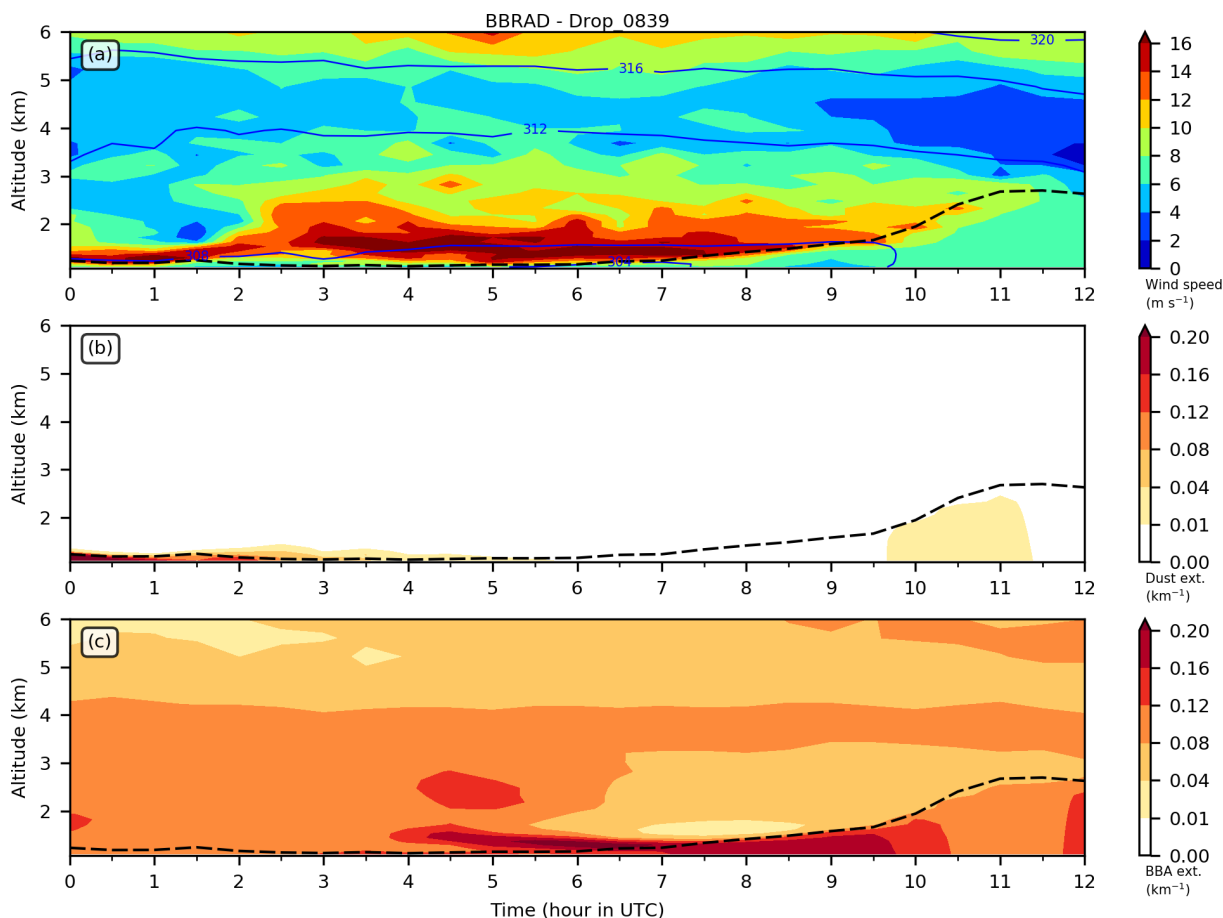 BBRAD - Drop_0839
(a)
Altitude (km)
6
5
4
3
2
320
316
312
308
304
0 1 2 3 4 5 6 7 8 9 10 11 12
16
14
12
10
8
6
4
2
0
Wind speed
(m s⁻¹)
(b)
Altitude (km)
6
5
4
3
2
0 1 2 3 4 5 6 7 8 9 10 11 12
0.20
0.16
0.12
0.08
0.04
0.01
0.00
Dust ext.
(km⁻¹)
(c)
Altitude (km)
6
5
4
3
2
0 1 2 3 4 5 6 7 8 9 10 11 12
Time (hour in UTC)
0.20
0.16
0.12
0.08
0.04
0.01
0.00
BBA ext.
(km⁻¹)